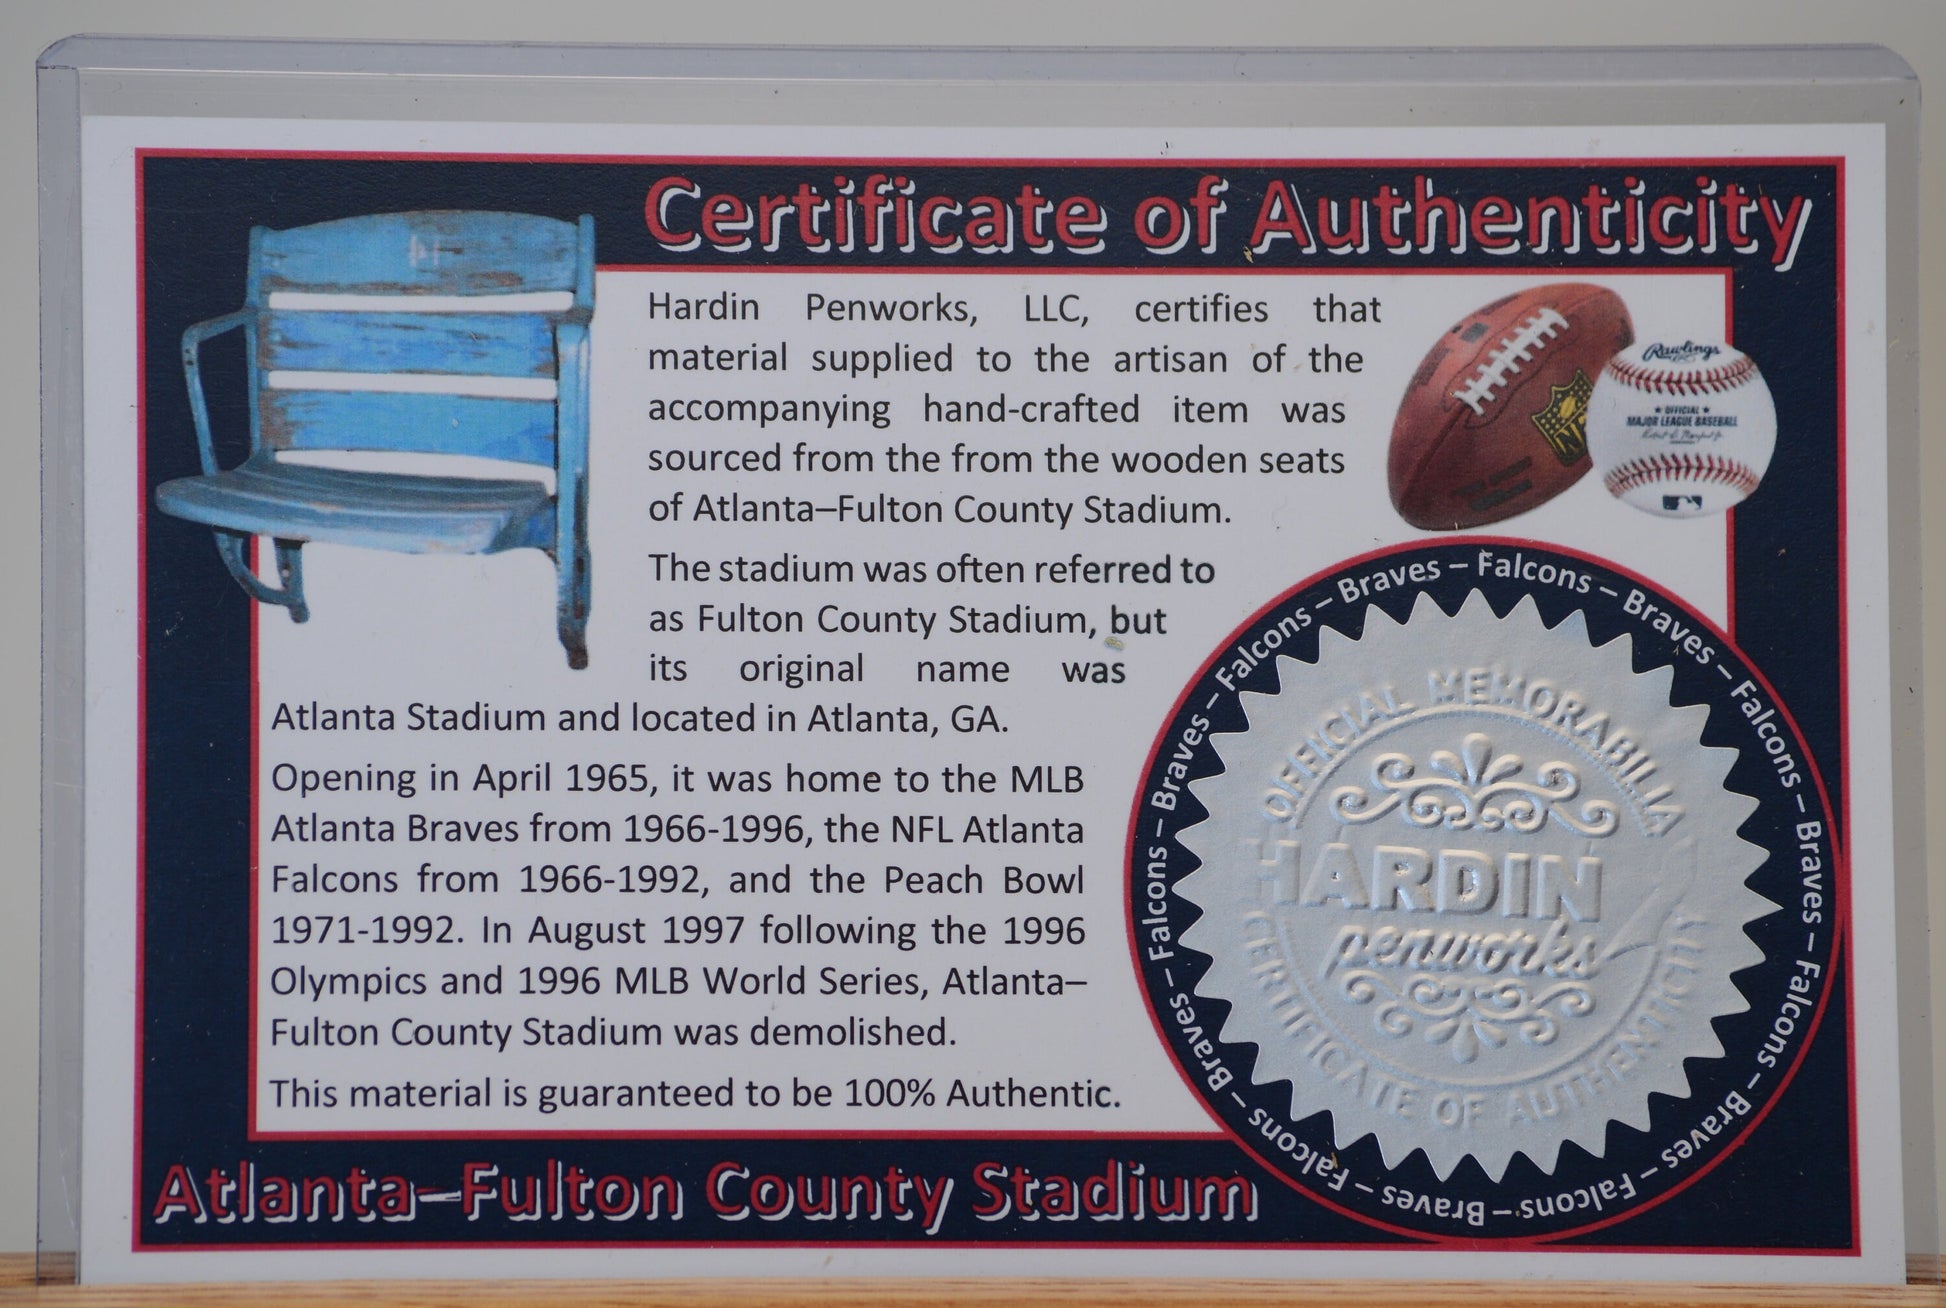 Certificate of Authenticity
Hardin Penworks, LLC, certifies that
material supplied to the artisan of the
accompanying hand-crafted item was
sourced from the from the wooden seats
of Atlanta–Fulton County Stadium.
The stadium was often referred to
as Fulton County Stadium, but
its original name was
Atlanta Stadium and located in Atlanta, GA.
Opening in April 1965, it was home to the MLB
Atlanta Braves from 1966-1996, the NFL Atlanta
Falcons from 1966-1992, and the Peach Bowl
1971-1992. In August 1997 following the 1996
Olympics and 1996 MLB World Series, Atlanta–
Fulton County Stadium was demolished.
This material is guaranteed to be 100% Authentic.
Atlanta–Fulton County Stadium
Rawlings
★ OFFICIAL ★
MAJOR LEAGUE BASEBALL
Falcons – Braves – Falcons – Braves – Falcons – Braves – Falcons – Braves – Falcons – Braves – Falcons – Braves – Falcons – Braves –
OFFICIAL MEMORABILIA
HARDIN
penworks
CERTIFICATE OF AUTHENTICITY